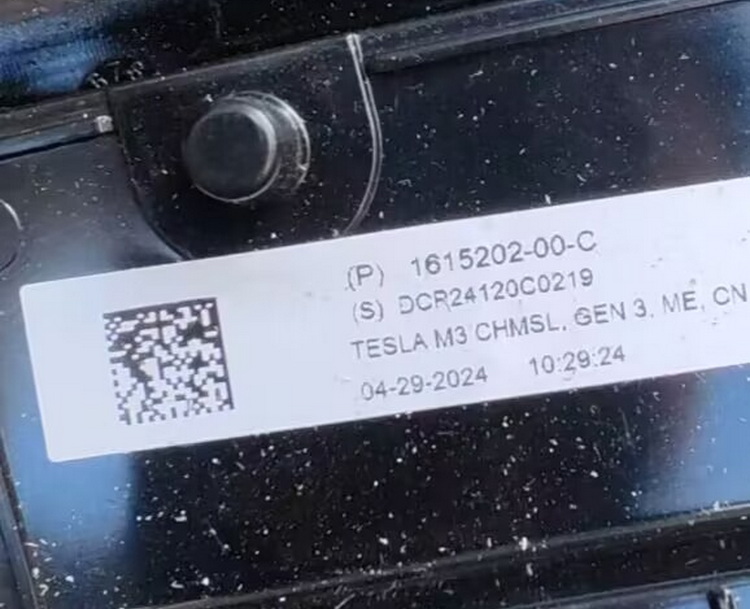 (P) 1615202-00-C
(S) DCR24120C0219
TESLA M3 CHMSL, GEN 3, ME, CN
04-29-2024 10:29:24